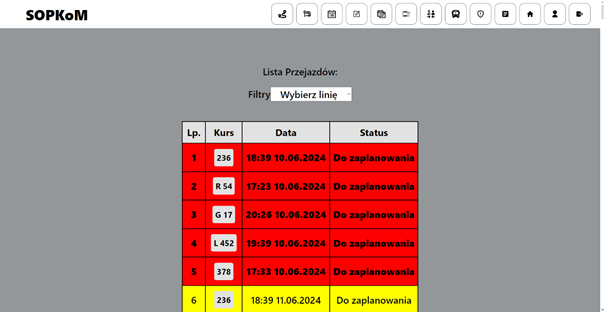 SOPKoM
Lista Przejazdów:
Filtry Wybierz linię
Lp. Kurs Data Status
1 236 18:39 10.06.2024 Do zaplanowania
2 R 54 17:23 10.06.2024 Do zaplanowania
3 G 17 20:26 10.06.2024 Do zaplanowania
4 L 452 19:39 10.06.2024 Do zaplanowania
5 378 17:33 10.06.2024 Do zaplanowania
6 236 18:39 11.06.2024 Do zaplanowania